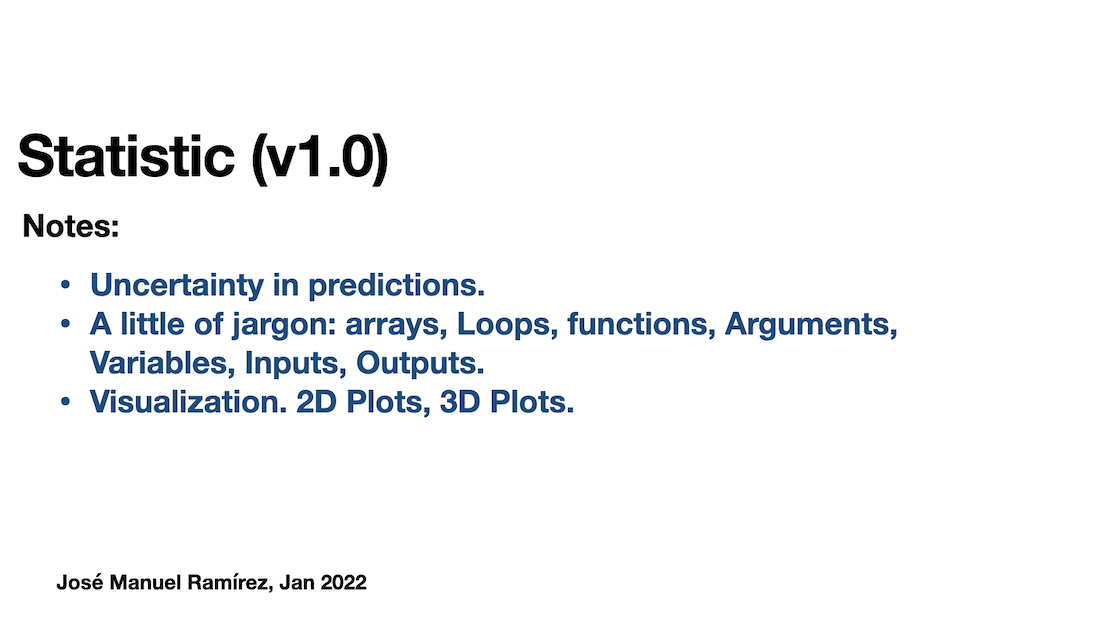 Statistic (v1.0)
Notes:
• Uncertainty in predictions.
• A little of jargon: arrays, Loops, functions, Arguments,
Variables, Inputs, Outputs.
• Visualization. 2D Plots, 3D Plots.
José Manuel Ramírez, Jan 2022